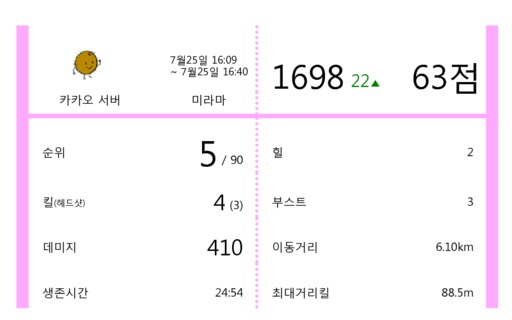 7월25일 16:09
~ 7월25일 16:40
카카오 서버
미라마
1698 22▲
63점
순위
5 / 90
킬(헤드샷)
4 (3)
데미지
410
생존시간
24:54
힐
2
부스트
3
이동거리
6.10km
최대거리킬
88.5m